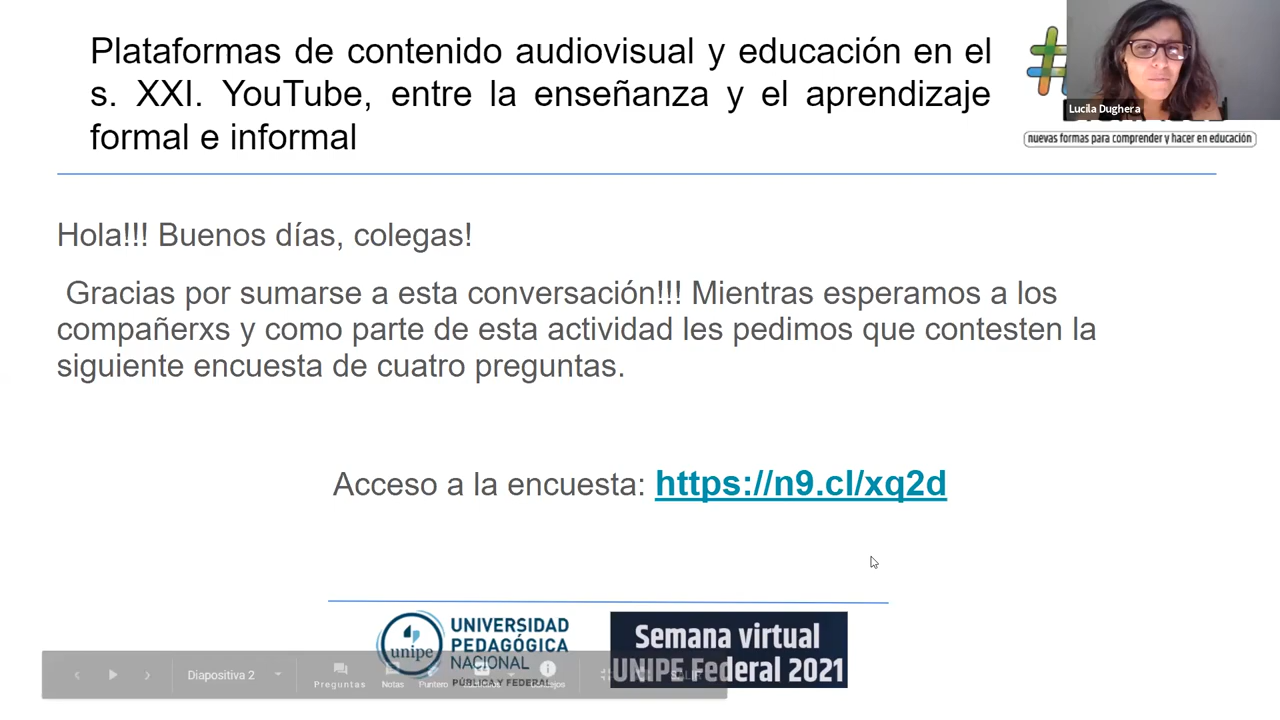 Plataformas de contenido audiovisual y educación en el
s. XXI. YouTube, entre la enseñanza y el aprendizaje
formal e informal
#
Lucila Dughera
nuevas formas para comprender y hacer en educación
Hola!!! Buenos días, colegas!
Gracias por sumarse a esta conversación!!! Mientras esperamos a los
compañerxs y como parte de esta actividad les pedimos que contesten la
siguiente encuesta de cuatro preguntas.
Acceso a la encuesta: https://n9.cl/xq2d
unipe
UNIVERSIDAD
PEDAGÓGICA
NACIONAL
PÚBLICA Y FEDERAL
Semana virtual
UNIPE Federal 2021
Diapositiva 2
Preguntas
Notas
Puntero